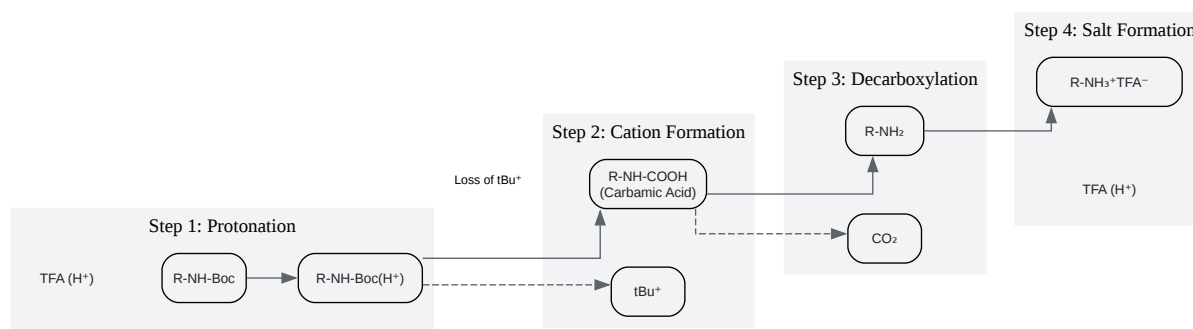 Step 1: Protonation
TFA (H⁺)
R-NH-Boc
R-NH-Boc(H⁺)
Loss of tBu⁺
Step 2: Cation Formation
R-NH-COOH
(Carbamic Acid)
tBu⁺
Step 3: Decarboxylation
R-NH₂
CO₂
Step 4: Salt Formation
R-NH₃⁺TFA⁻
TFA (H⁺)